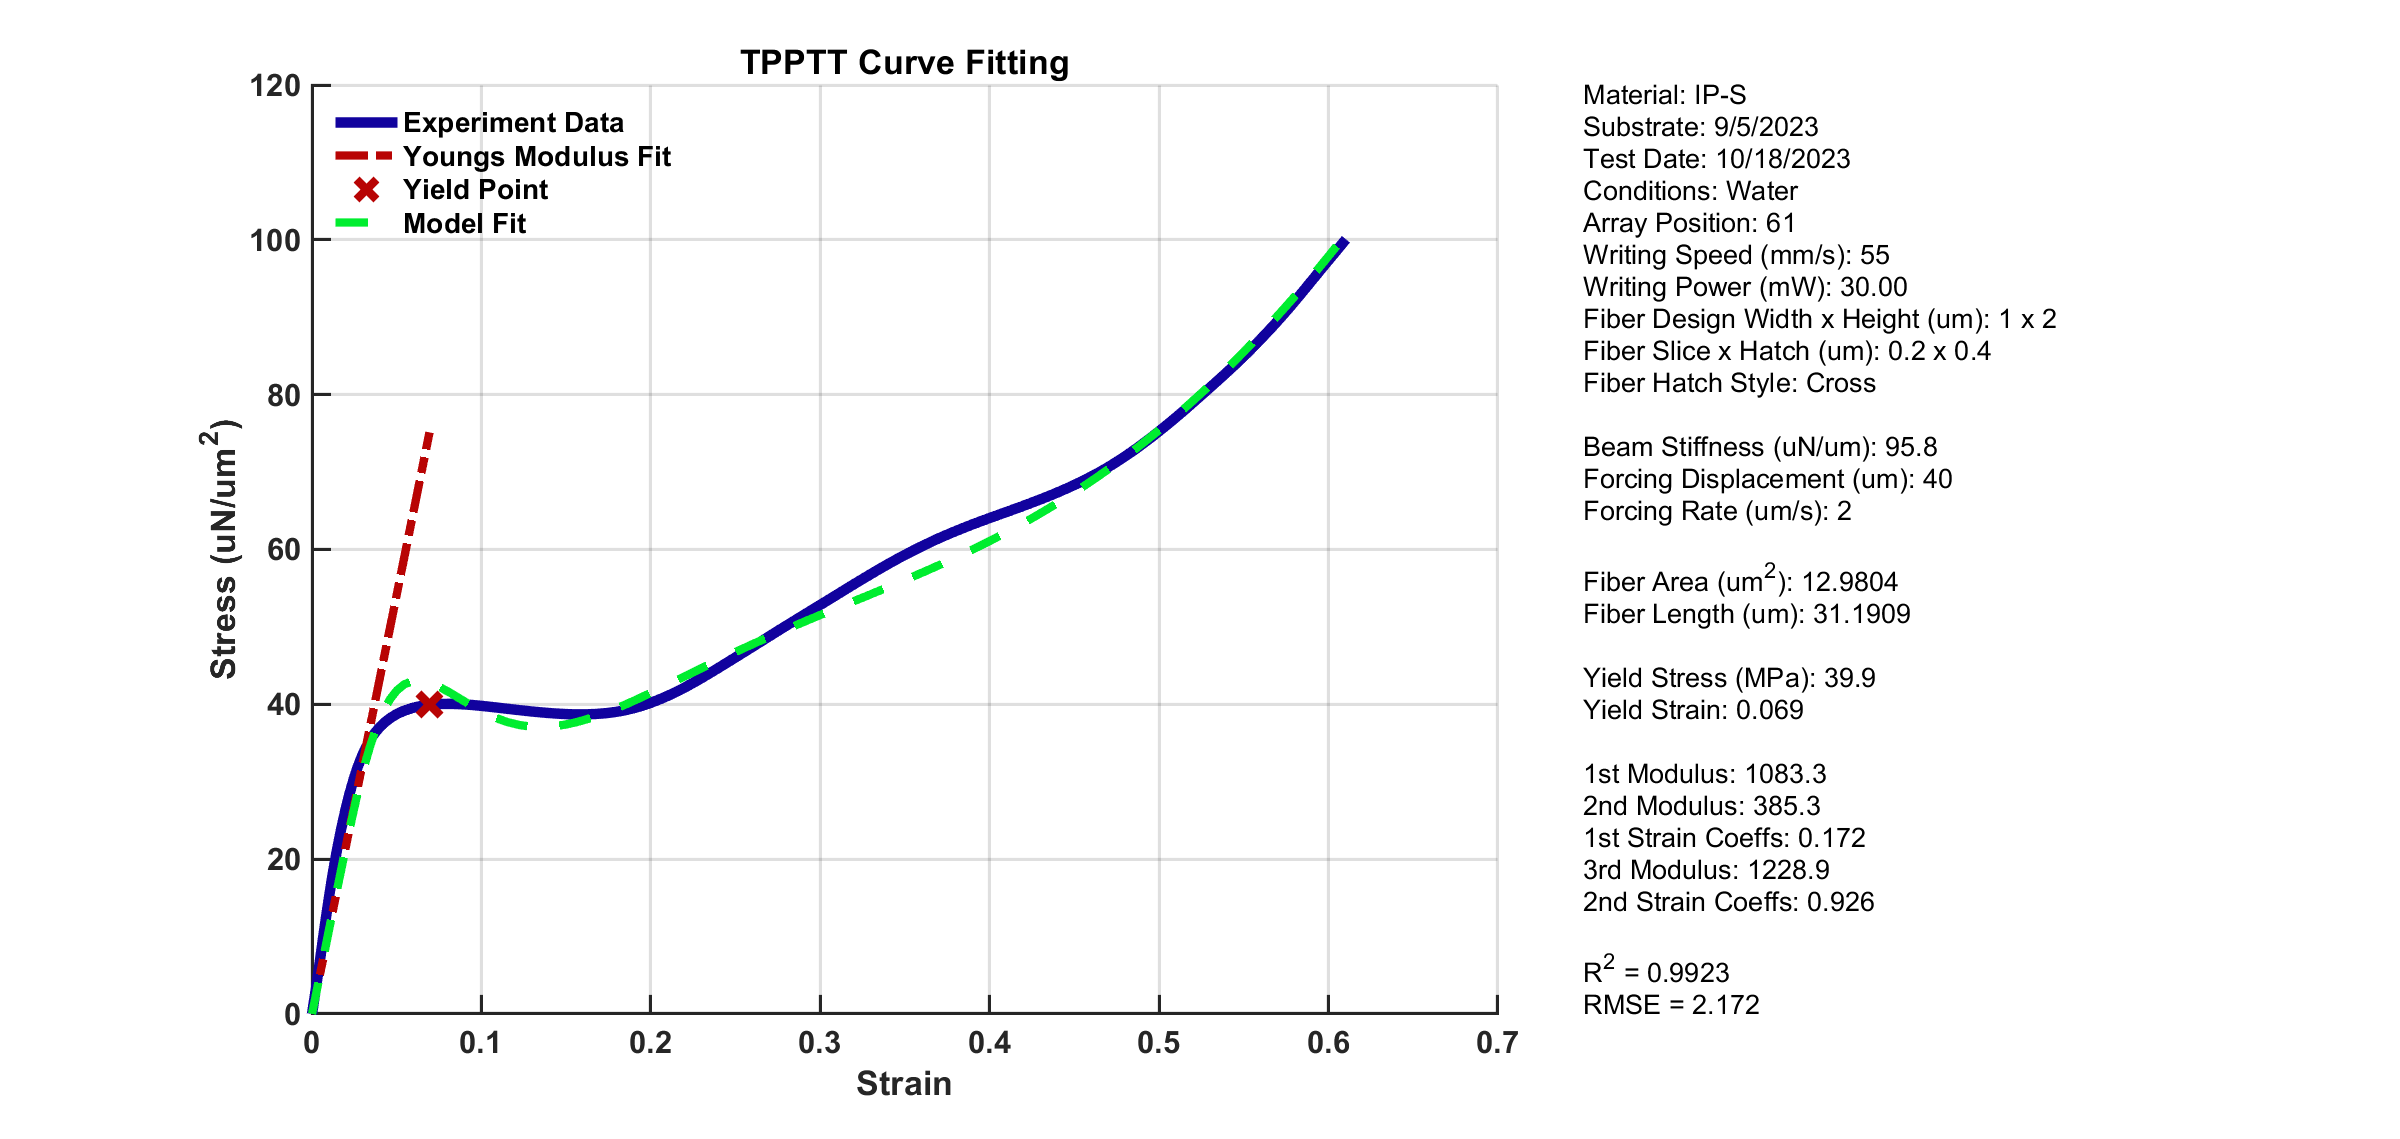 TPPTT Curve Fitting
120
100
80
60
40
20
0
Stress (uN/um²)
Experiment Data
Youngs Modulus Fit
Yield Point
Model Fit
0 0.1 0.2 0.3 0.4 0.5 0.6 0.7
Strain
Material: IP-S
Substrate: 9/5/2023
Test Date: 10/18/2023
Conditions: Water
Array Position: 61
Writing Speed (mm/s): 55
Writing Power (mW): 30.00
Fiber Design Width x Height (um): 1 x 2
Fiber Slice x Hatch (um): 0.2 x 0.4
Fiber Hatch Style: Cross
Beam Stiffness (uN/um): 95.8
Forcing Displacement (um): 40
Forcing Rate (um/s): 2
Fiber Area (um²): 12.9804
Fiber Length (um): 31.1909
Yield Stress (MPa): 39.9
Yield Strain: 0.069
1st Modulus: 1083.3
2nd Modulus: 385.3
1st Strain Coeffs: 0.172
3rd Modulus: 1228.9
2nd Strain Coeffs: 0.926
R² = 0.9923
RMSE = 2.172